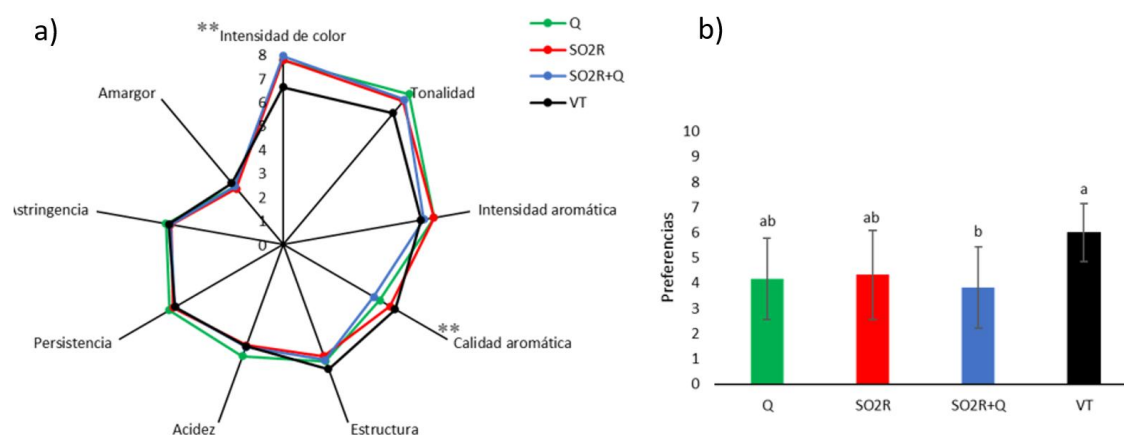 a)
** Intensidad de color
Tonalidad
Intensidad aromática
**
Calidad aromática
Estructura
Acidez
Persistencia
Astringencia
Amargor
8
7
6
5
4
3
2
1
0
Q
SO2R
SO2R+Q
VT
b)
Preferencias
10
9
8
7
6
5
4
3
2
1
0
ab
ab
b
a
Q
SO2R
SO2R+Q
VT